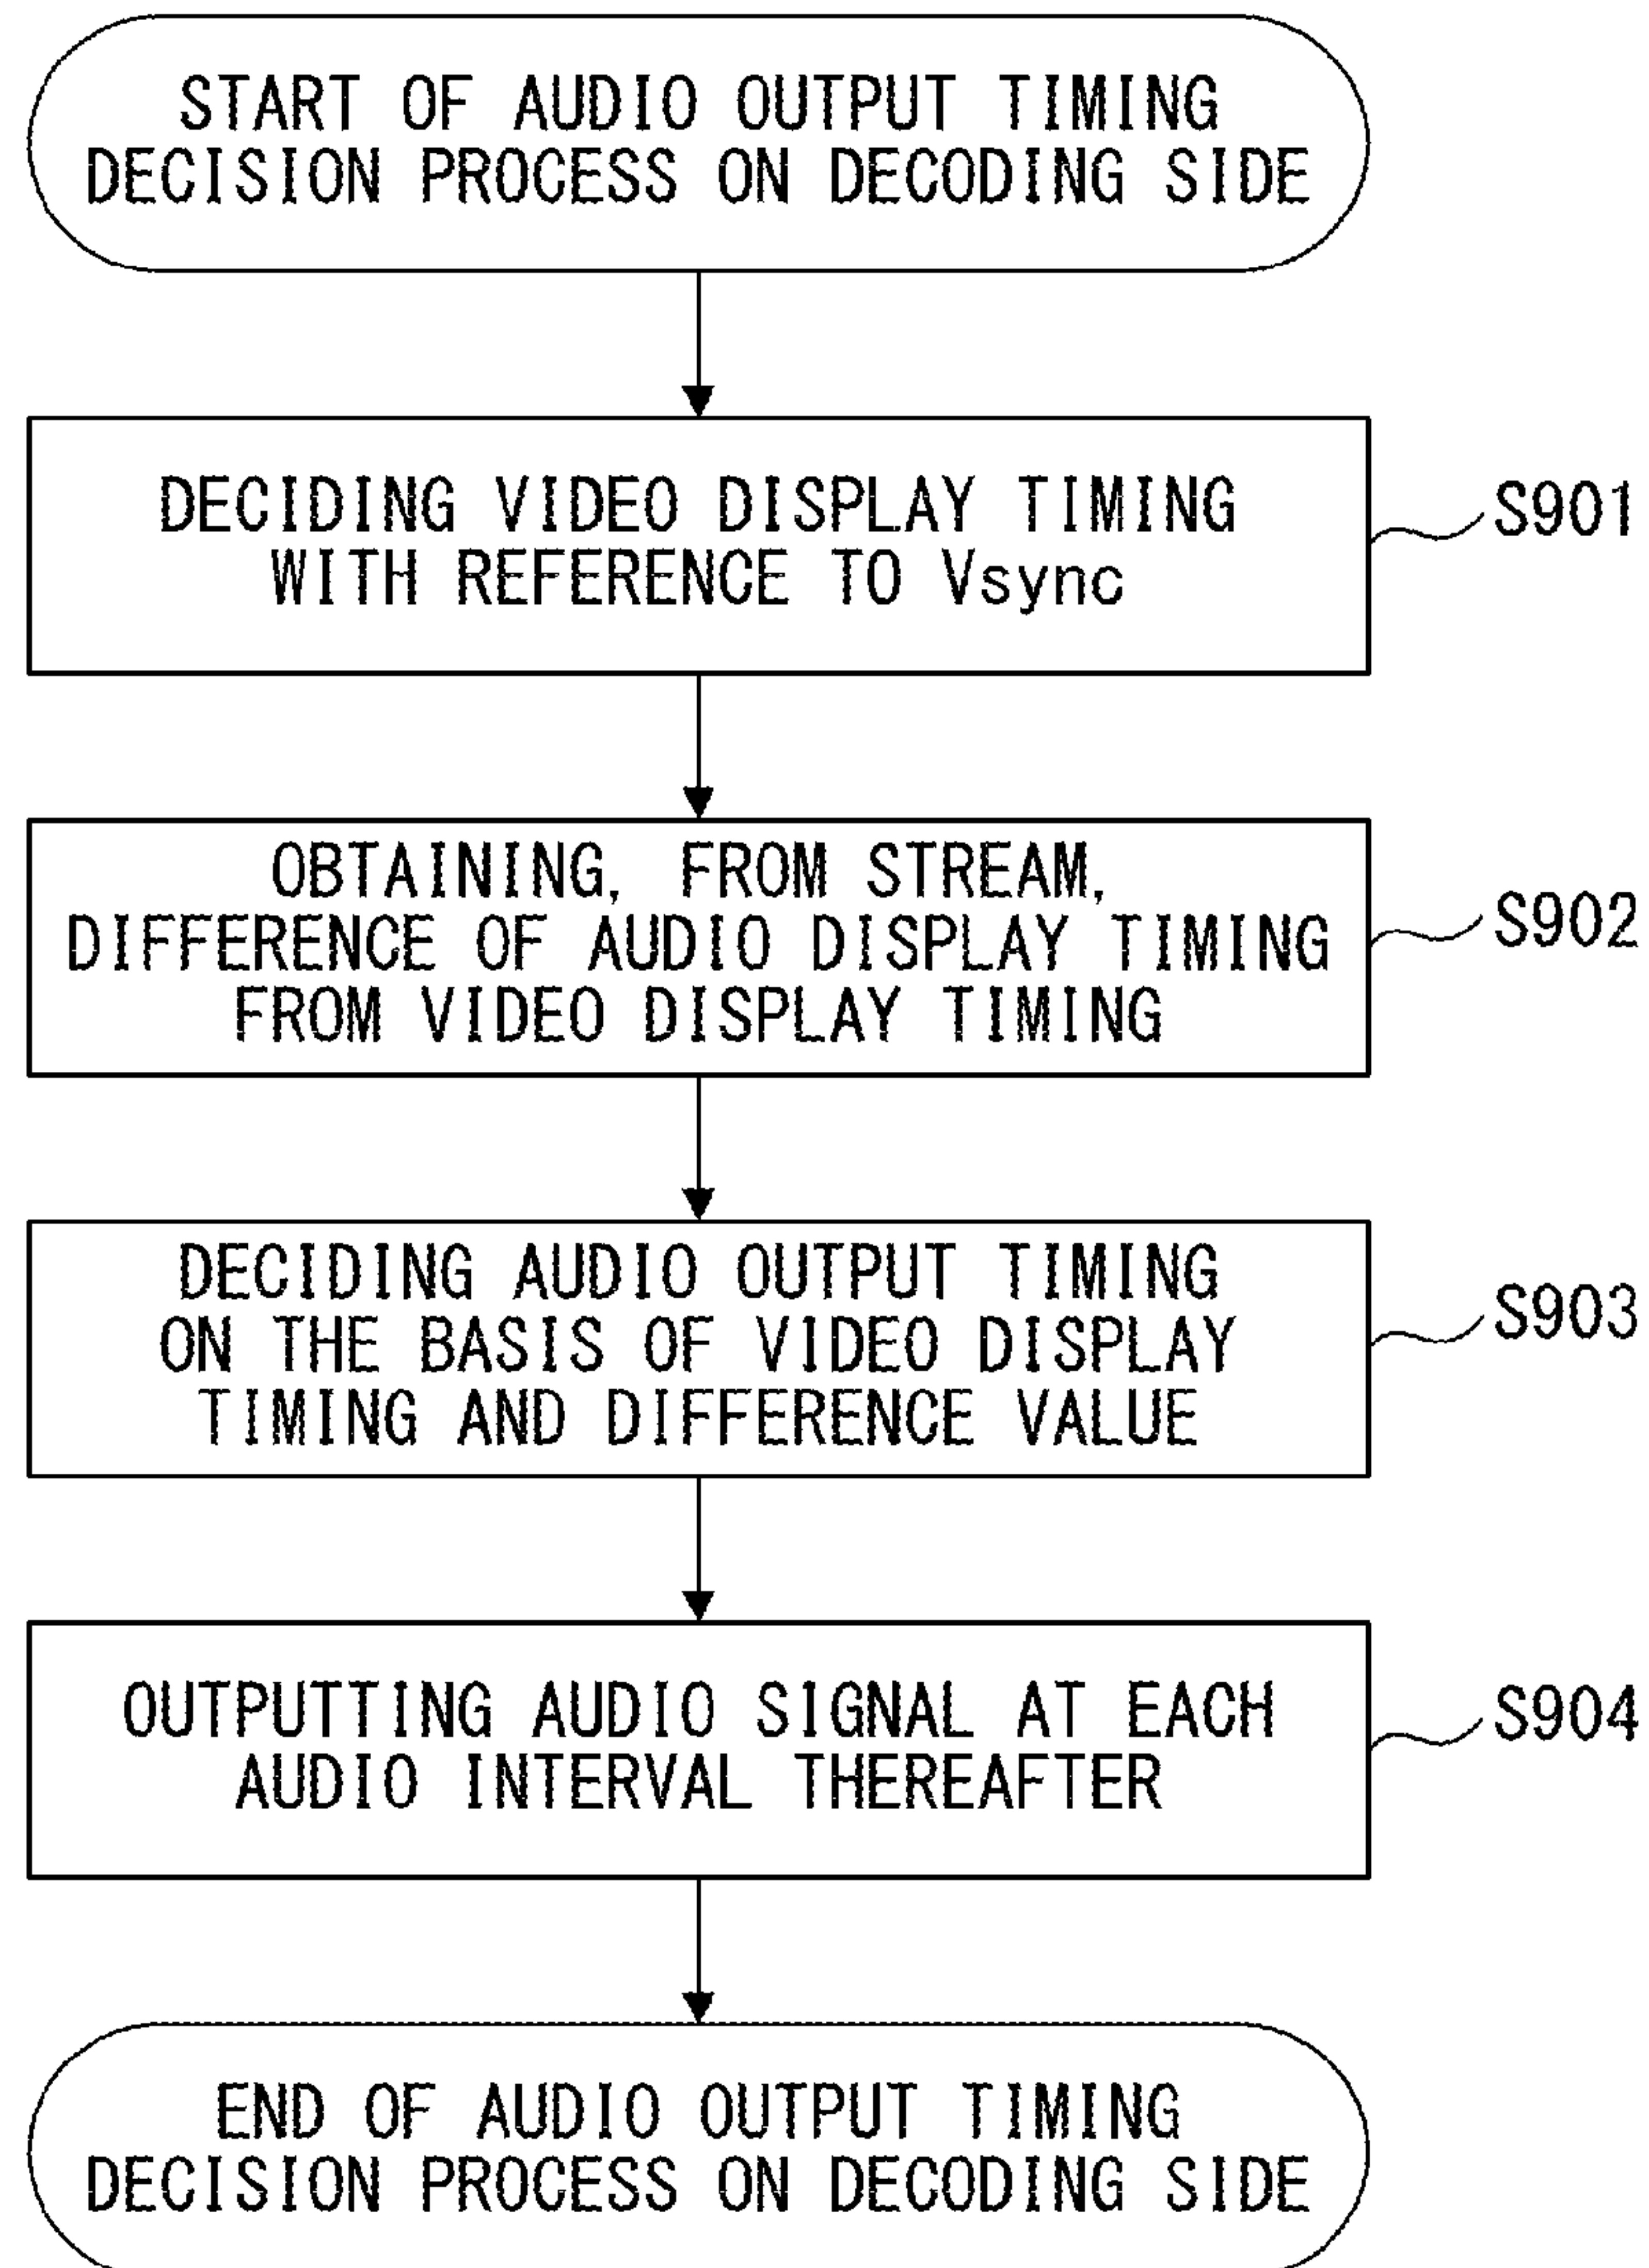 START OF AUDIO OUTPUT TIMING
DECISION PROCESS ON DECODING SIDE
DECIDING VIDEO DISPLAY TIMING
WITH REFERENCE TO Vsync
S901
OBTAINING, FROM STREAM,
DIFFERENCE OF AUDIO DISPLAY TIMING
FROM VIDEO DISPLAY TIMING
S902
DECIDING AUDIO OUTPUT TIMING
ON THE BASIS OF VIDEO DISPLAY
TIMING AND DIFFERENCE VALUE
S903
OUTPUTTING AUDIO SIGNAL AT EACH
AUDIO INTERVAL THEREAFTER
S904
END OF AUDIO OUTPUT TIMING
DECISION PROCESS ON DECODING SIDE